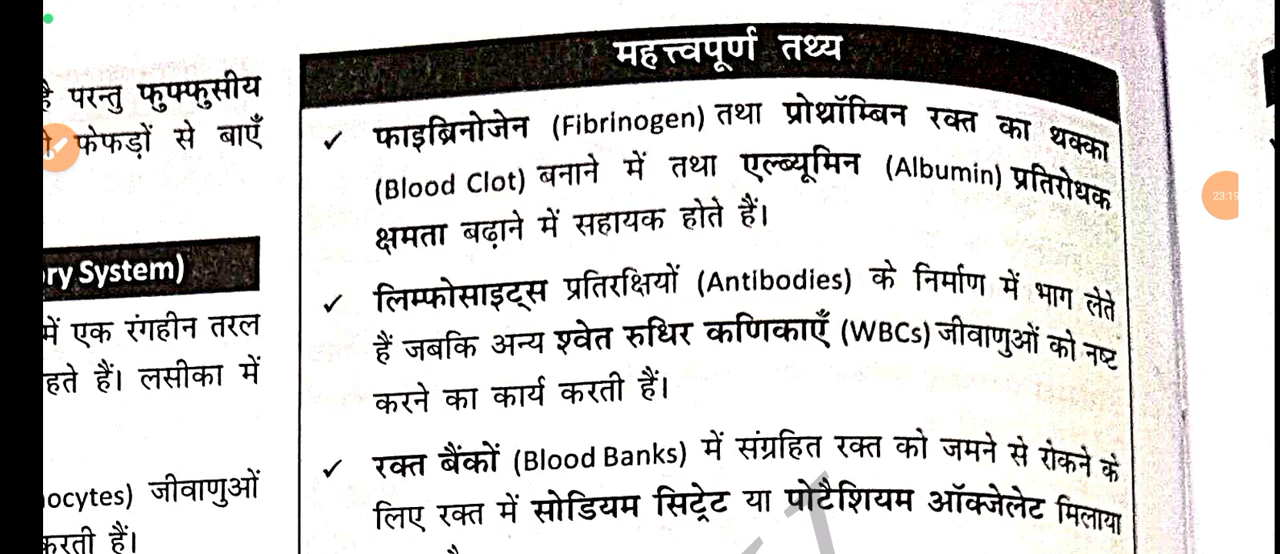 महत्त्वपूर्ण तथ्य
है परन्तु फुफ्फुसीय
फेफड़ों से बाएँ
ry System)
में एक रंगहीन तरल
हते हैं। लसीका में
ocytes) जीवाणुओं
करती हैं।
✓ फाइब्रिनोजेन (Fibrinogen) तथा प्रोथ्रॉम्बिन रक्त का थक्का
(Blood Clot) बनाने में तथा एल्ब्यूमिन (Albumin) प्रतिरोधक
क्षमता बढ़ाने में सहायक होते हैं।
✓ लिम्फोसाइट्स प्रतिरक्षियों (Antibodies) के निर्माण में भाग लेते
हैं जबकि अन्य श्वेत रुधिर कणिकाएँ (WBCs) जीवाणुओं को नष्ट
करने का कार्य करती हैं।
✓ रक्त बैंकों (Blood Banks) में संग्रहित रक्त को जमने से रोकने के
लिए रक्त में सोडियम सिट्रेट या पोटैशियम ऑक्जेलेट मिलाया
23:19